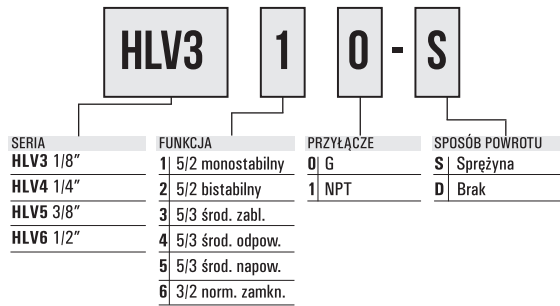 HLV3 1 0 - S
SERIA
HLV3 1/8”
HLV4 1/4”
HLV5 3/8”
HLV6 1/2”
FUNKCJA
1 5/2 monostabilny
2 5/2 bistabilny
3 5/3 środ. zabl.
4 5/3 środ. odpow.
5 5/3 środ. napow.
6 3/2 norm. zamkn.
PRZYŁĄCZE
0 G
1 NPT
SPOSÓB POWROTU
S Sprężyna
D Brak